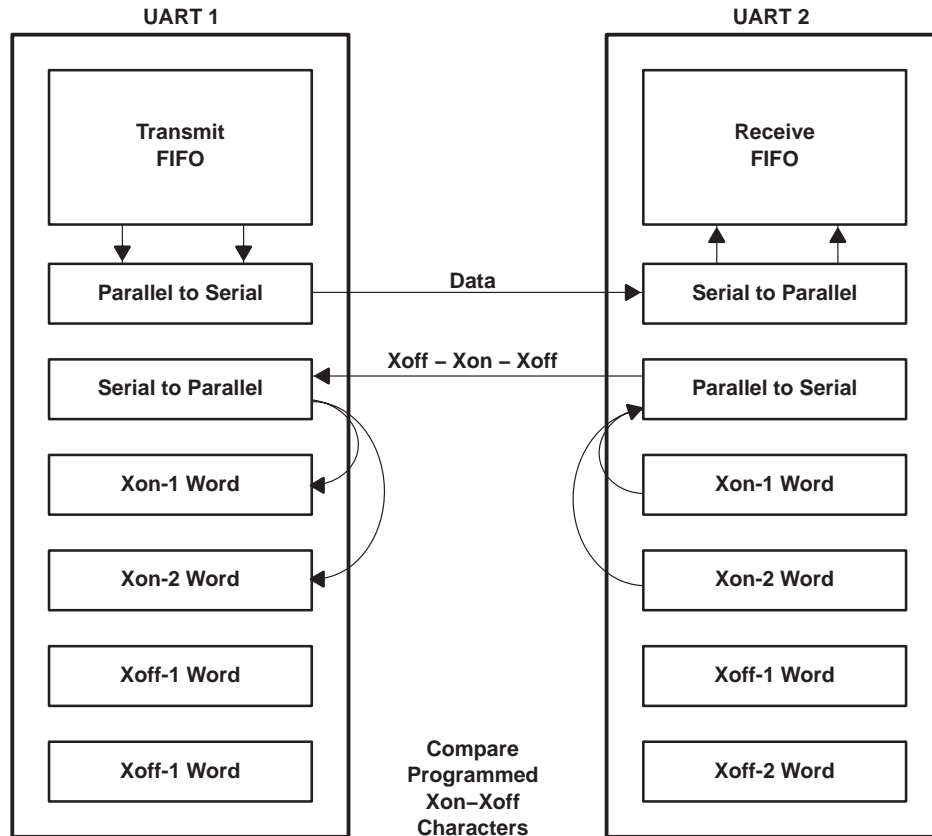 UART 1
UART 2
Transmit
FIFO
Receive
FIFO
Parallel to Serial
Data
Serial to Parallel
Xoff – Xon – Xoff
Serial to Parallel
Parallel to Serial
Xon-1 Word
Xon-1 Word
Xon-2 Word
Xon-2 Word
Xoff-1 Word
Xoff-1 Word
Xoff-1 Word
Compare
Programmed
Xon–Xoff
Characters
Xoff-2 Word